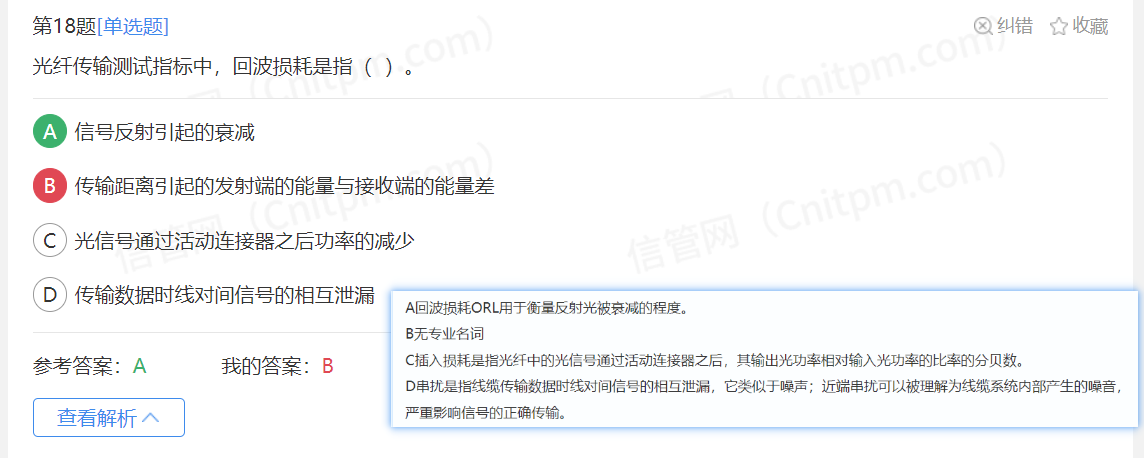 第18题[单选题]
纠错 收藏
光纤传输测试指标中，回波损耗是指（ ）。
A 信号反射引起的衰减
B 传输距离引起的发射端的能量与接收端的能量差
C 光信号通过活动连接器之后功率的减少
D 传输数据时线对间信号的相互泄漏
A回波损耗ORL用于衡量反射光被衰减的程度。
B无专业名词
C插入损耗是指光纤中的光信号通过活动连接器之后，其输出光功率相对输入光功率的比率的分贝数。
D串扰是指线缆传输数据时线对间信号的相互泄漏，它类似于噪声；近端串扰可以被理解为线缆系统内部产生的噪音，
严重影响信号的正确传输。
参考答案：A 我的答案：B
查看解析
信管网（Cnitpm.com）
信管网（Cnitpm.com）
信管网（Cnitpm.com）
信管网（Cnitpm.com）